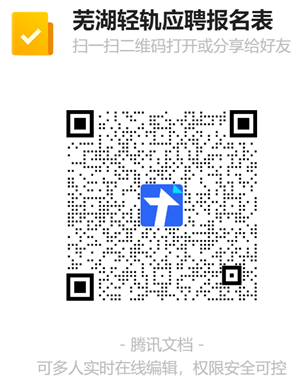 芜湖轻轨应聘报名表
扫一扫二维码打开或分享给好友
- 腾讯文档 -
可多人实时在线编辑，权限安全可控